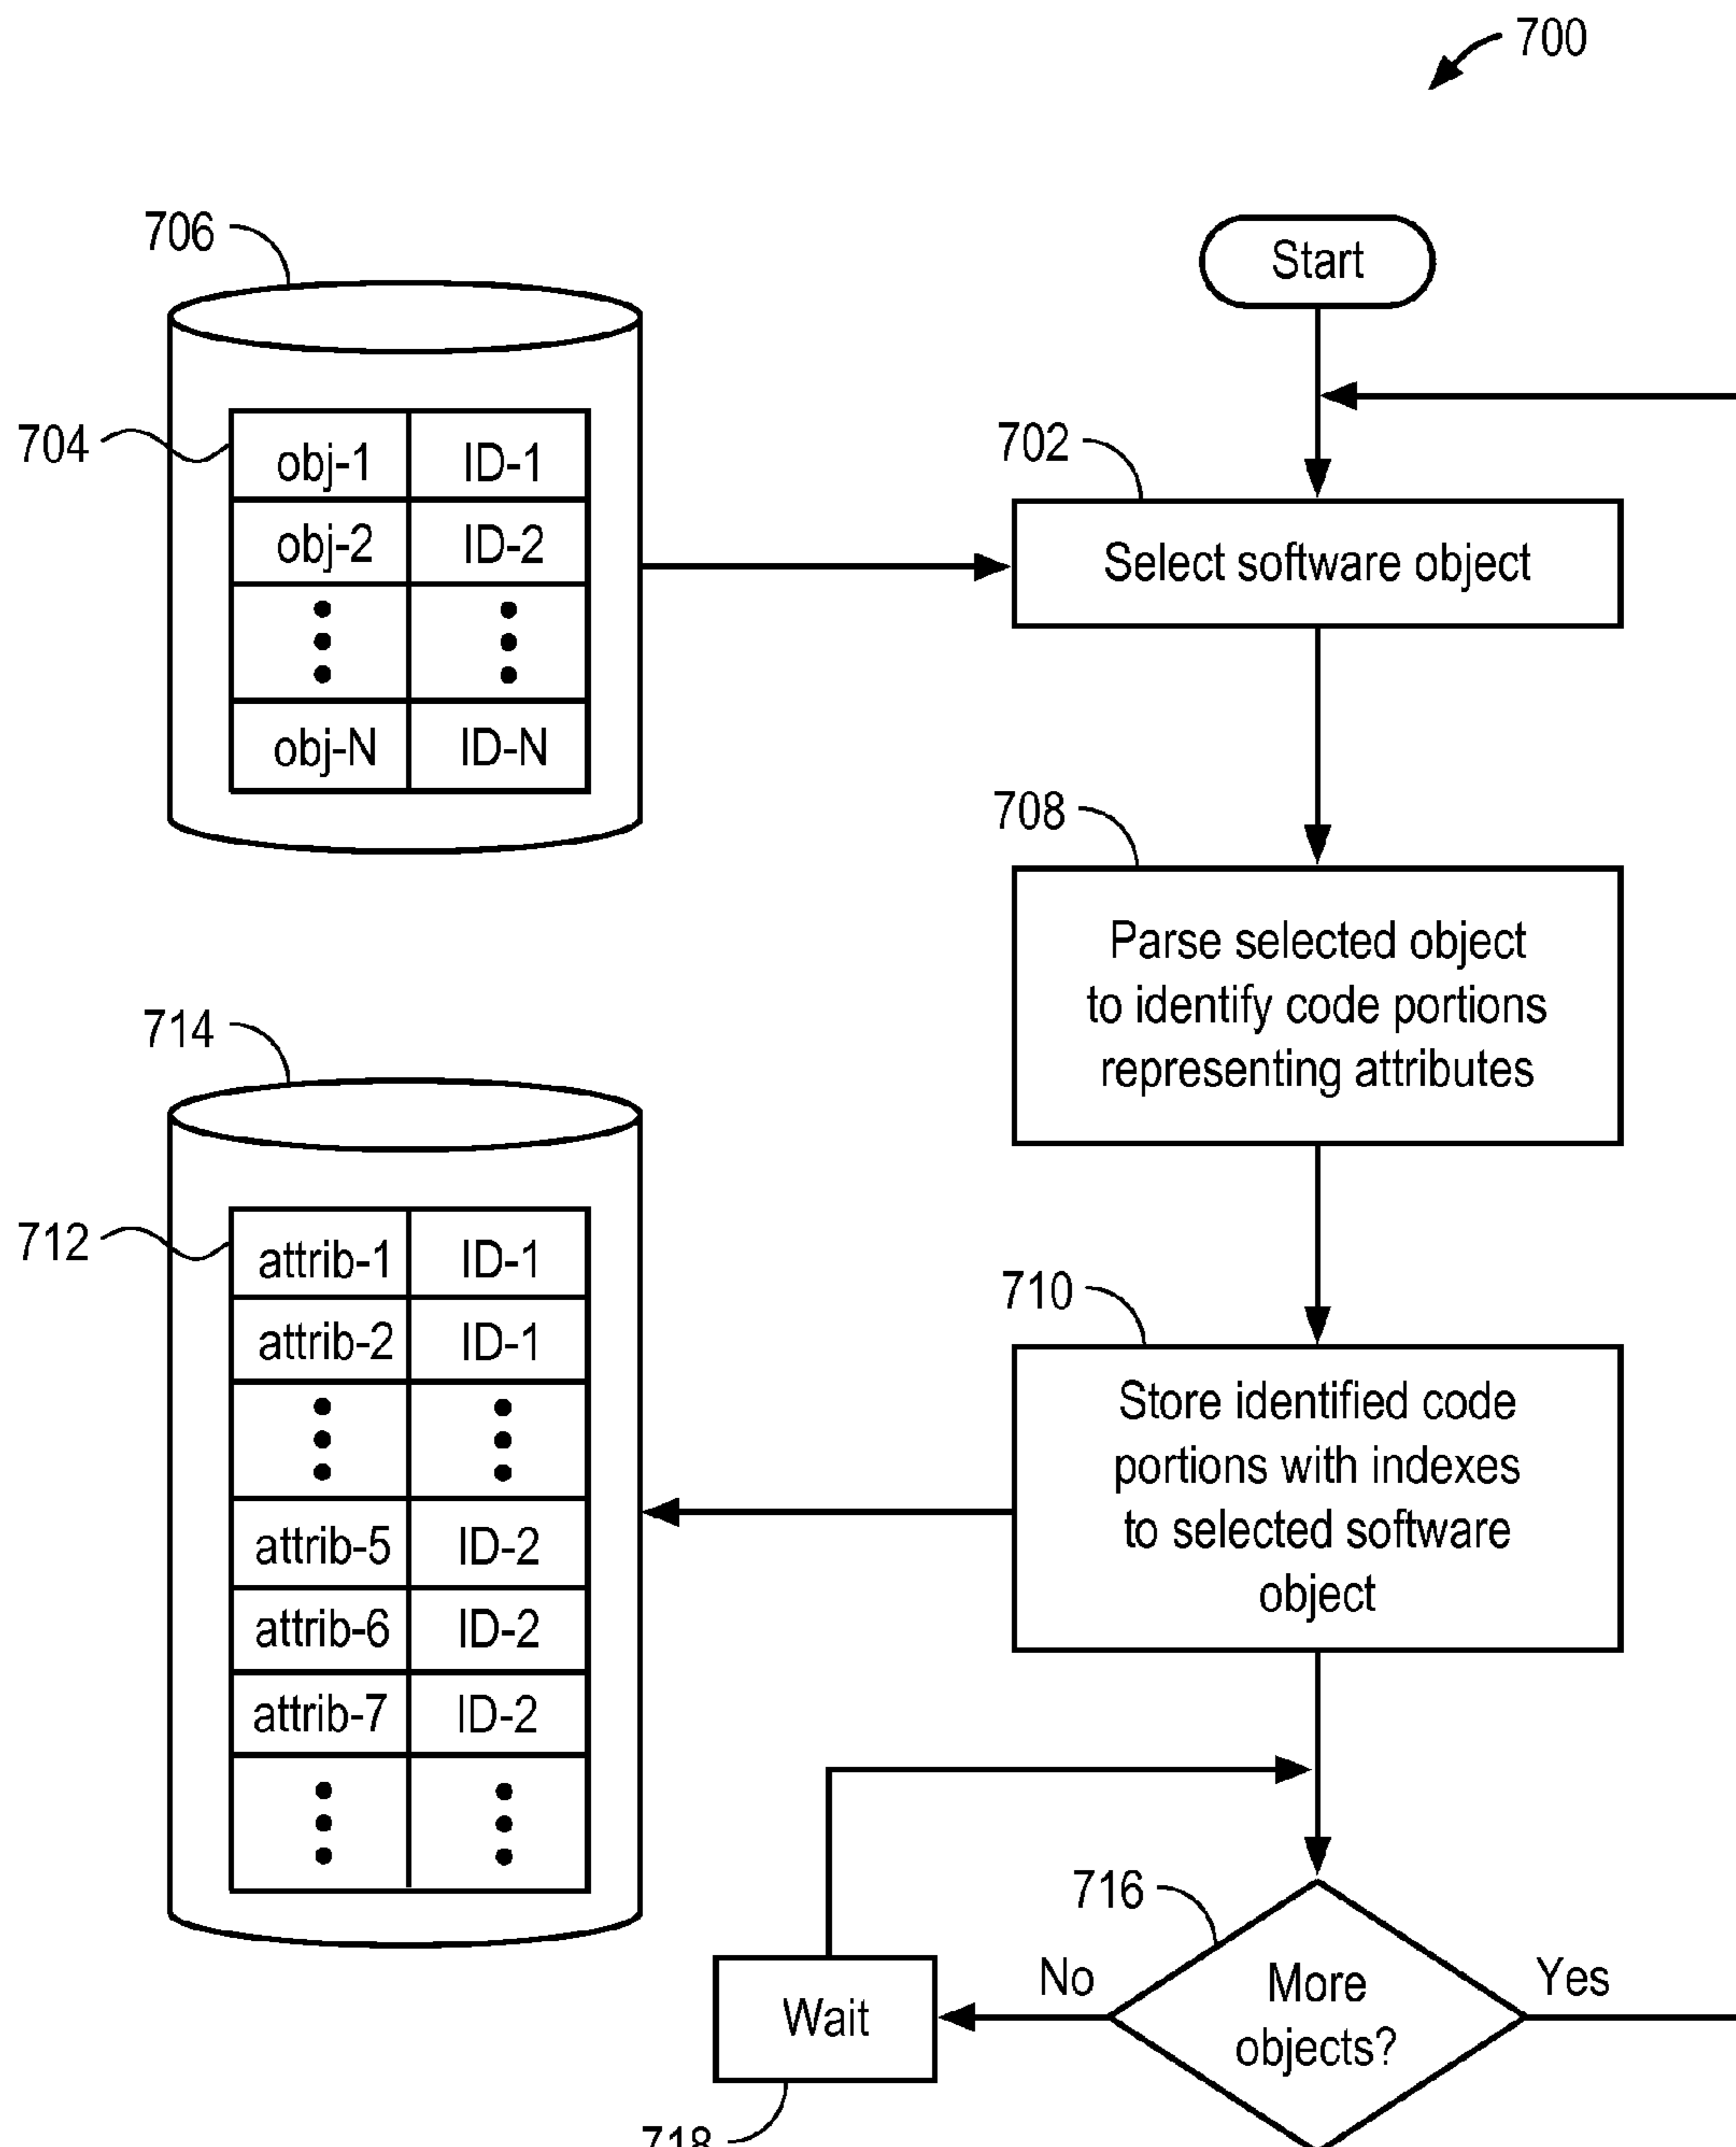 700
706
Start
704
obj-1 ID-1
obj-2 ID-2
obj-N ID-N
702
Select software object
708
Parse selected object
to identify code portions
representing attributes
714
712
attrib-1 ID-1
attrib-2 ID-1
attrib-5 ID-2
attrib-6 ID-2
attrib-7 ID-2
710
Store identified code
portions with indexes
to selected software
object
716
More
objects?
No
Yes
Wait
718